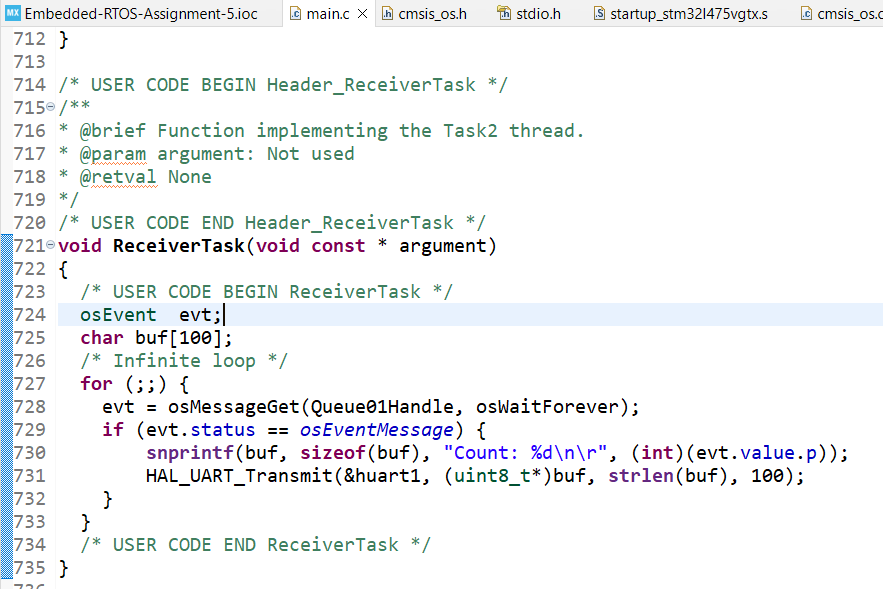 MX Embedded-RTOS-Assignment-5.ioc main.c cmsis_os.h stdio.h startup_stm32l475vgtx.s cmsis_os.c
712 }
713
714 /* USER CODE BEGIN Header_ReceiverTask */
715 /**
716 * @brief Function implementing the Task2 thread.
717 * @param argument: Not used
718 * @retval None
719 */
720 /* USER CODE END Header_ReceiverTask */
721 void ReceiverTask(void const * argument)
722 {
723   /* USER CODE BEGIN ReceiverTask */
724   osEvent  evt;
725   char buf[100];
726   /* Infinite loop */
727   for (;;) {
728     evt = osMessageGet(Queue01Handle, osWaitForever);
729     if (evt.status == osEventMessage) {
730         snprintf(buf, sizeof(buf), "Count: %d\n\r", (int)(evt.value.p));
731         HAL_UART_Transmit(&huart1, (uint8_t*)buf, strlen(buf), 100);
732     }
733   }
734   /* USER CODE END ReceiverTask */
735 }
736